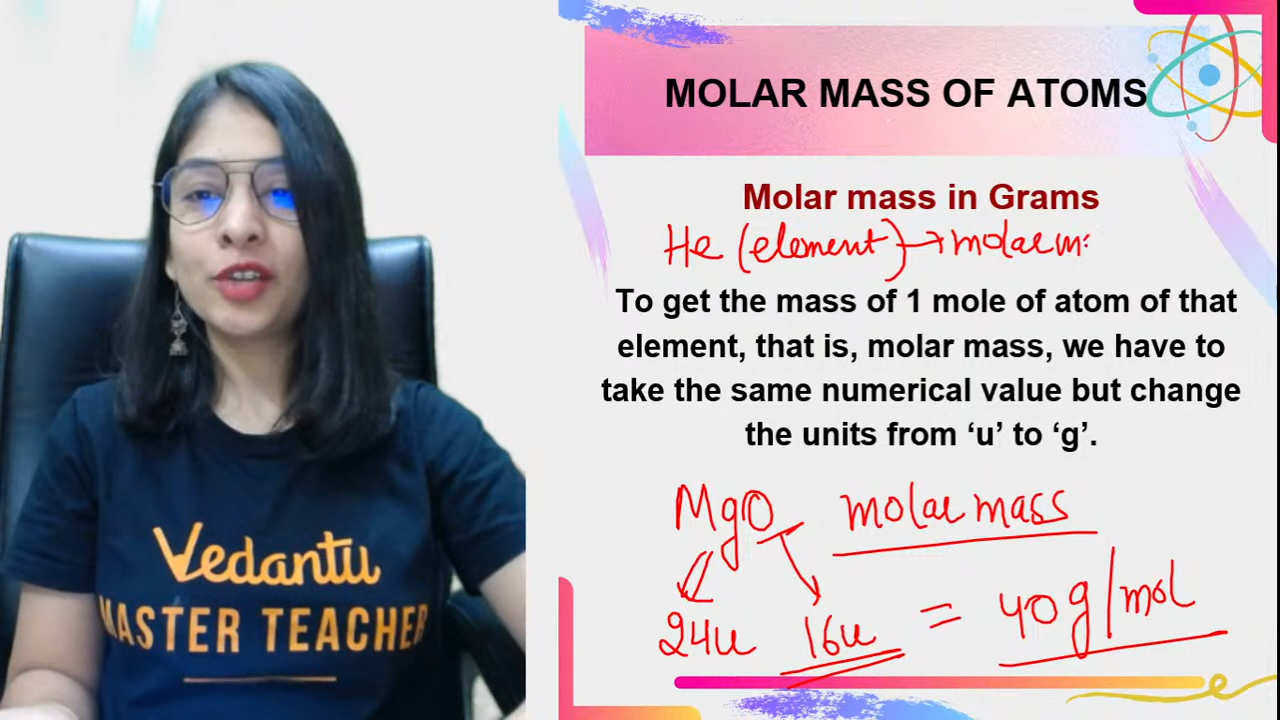 MOLAR MASS OF ATOMS
Molar mass in Grams
He (element) → molar m
To get the mass of 1 mole of atom of that
element, that is, molar mass, we have to
take the same numerical value but change
the units from ‘u’ to ‘g’.
MgO molar mass
24u 16u = 40g/mol
Vedantu
MASTER TEACHER